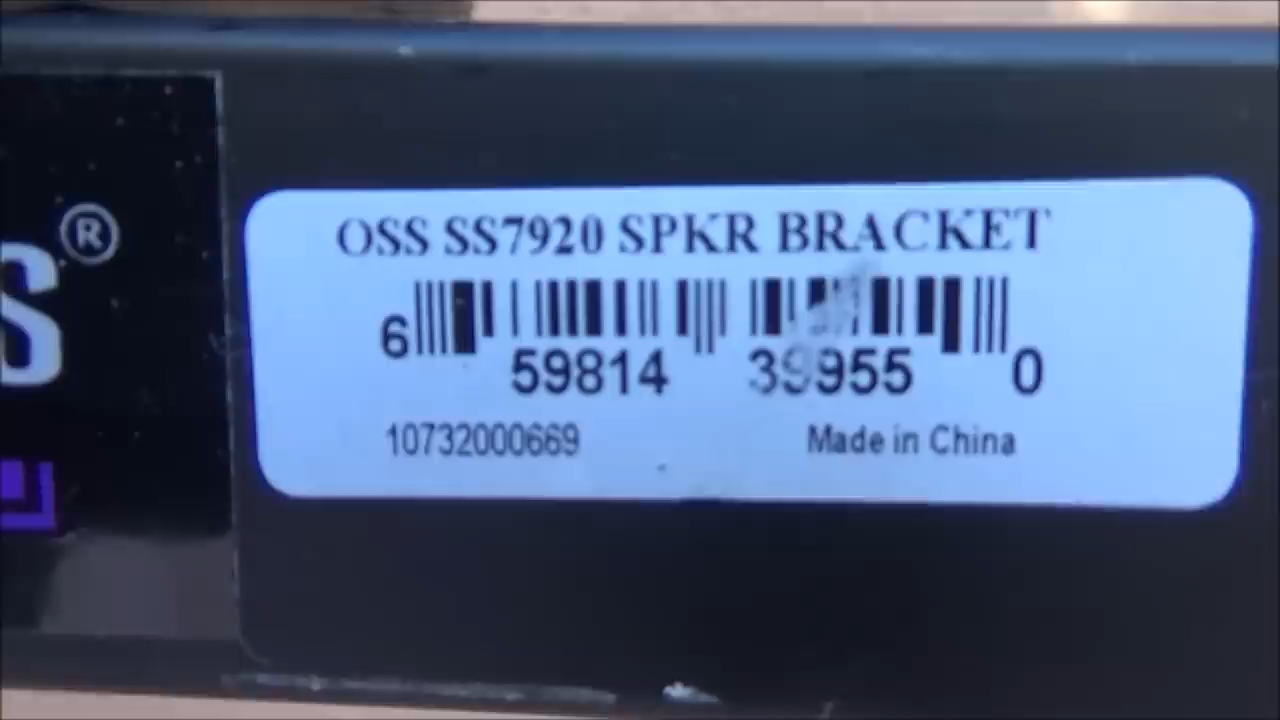 S®
OSS SS7920 SPKR BRACKET
6 59814 39955 0
10732000669
Made in China